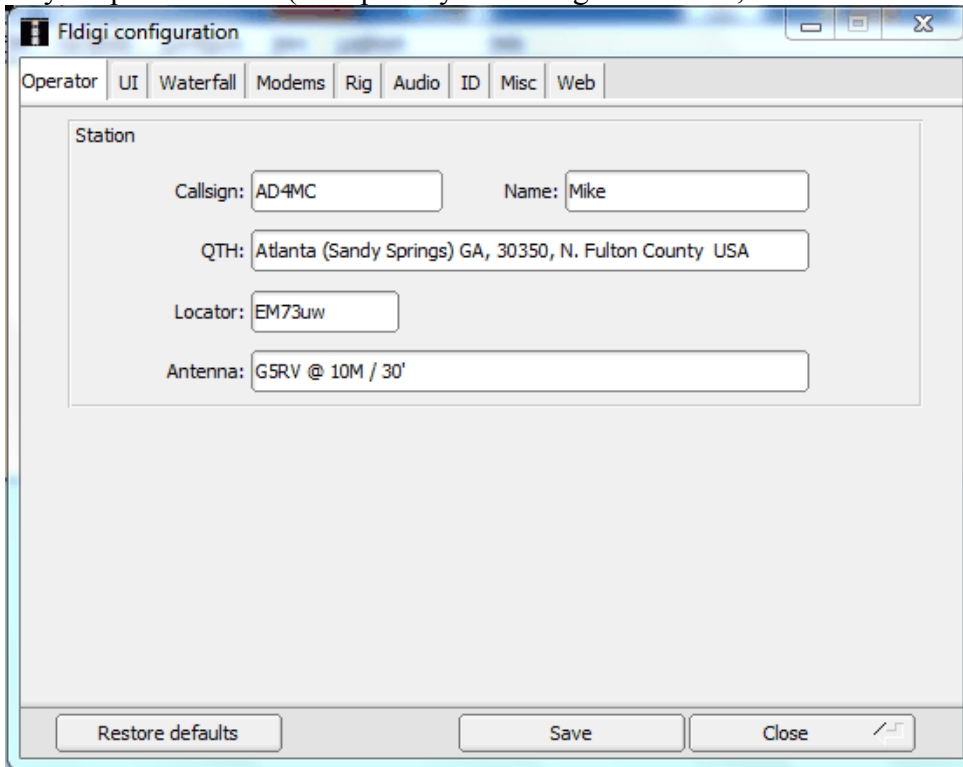 Fldigi configuration
Operator UI Waterfall Modems Rig Audio ID Misc Web
Station
Callsign: AD4MC Name: Mike
QTH: Atlanta (Sandy Springs) GA, 30350, N. Fulton County USA
Locator: EM73uw
Antenna: G5RV @ 10M / 30'
Restore defaults Save Close